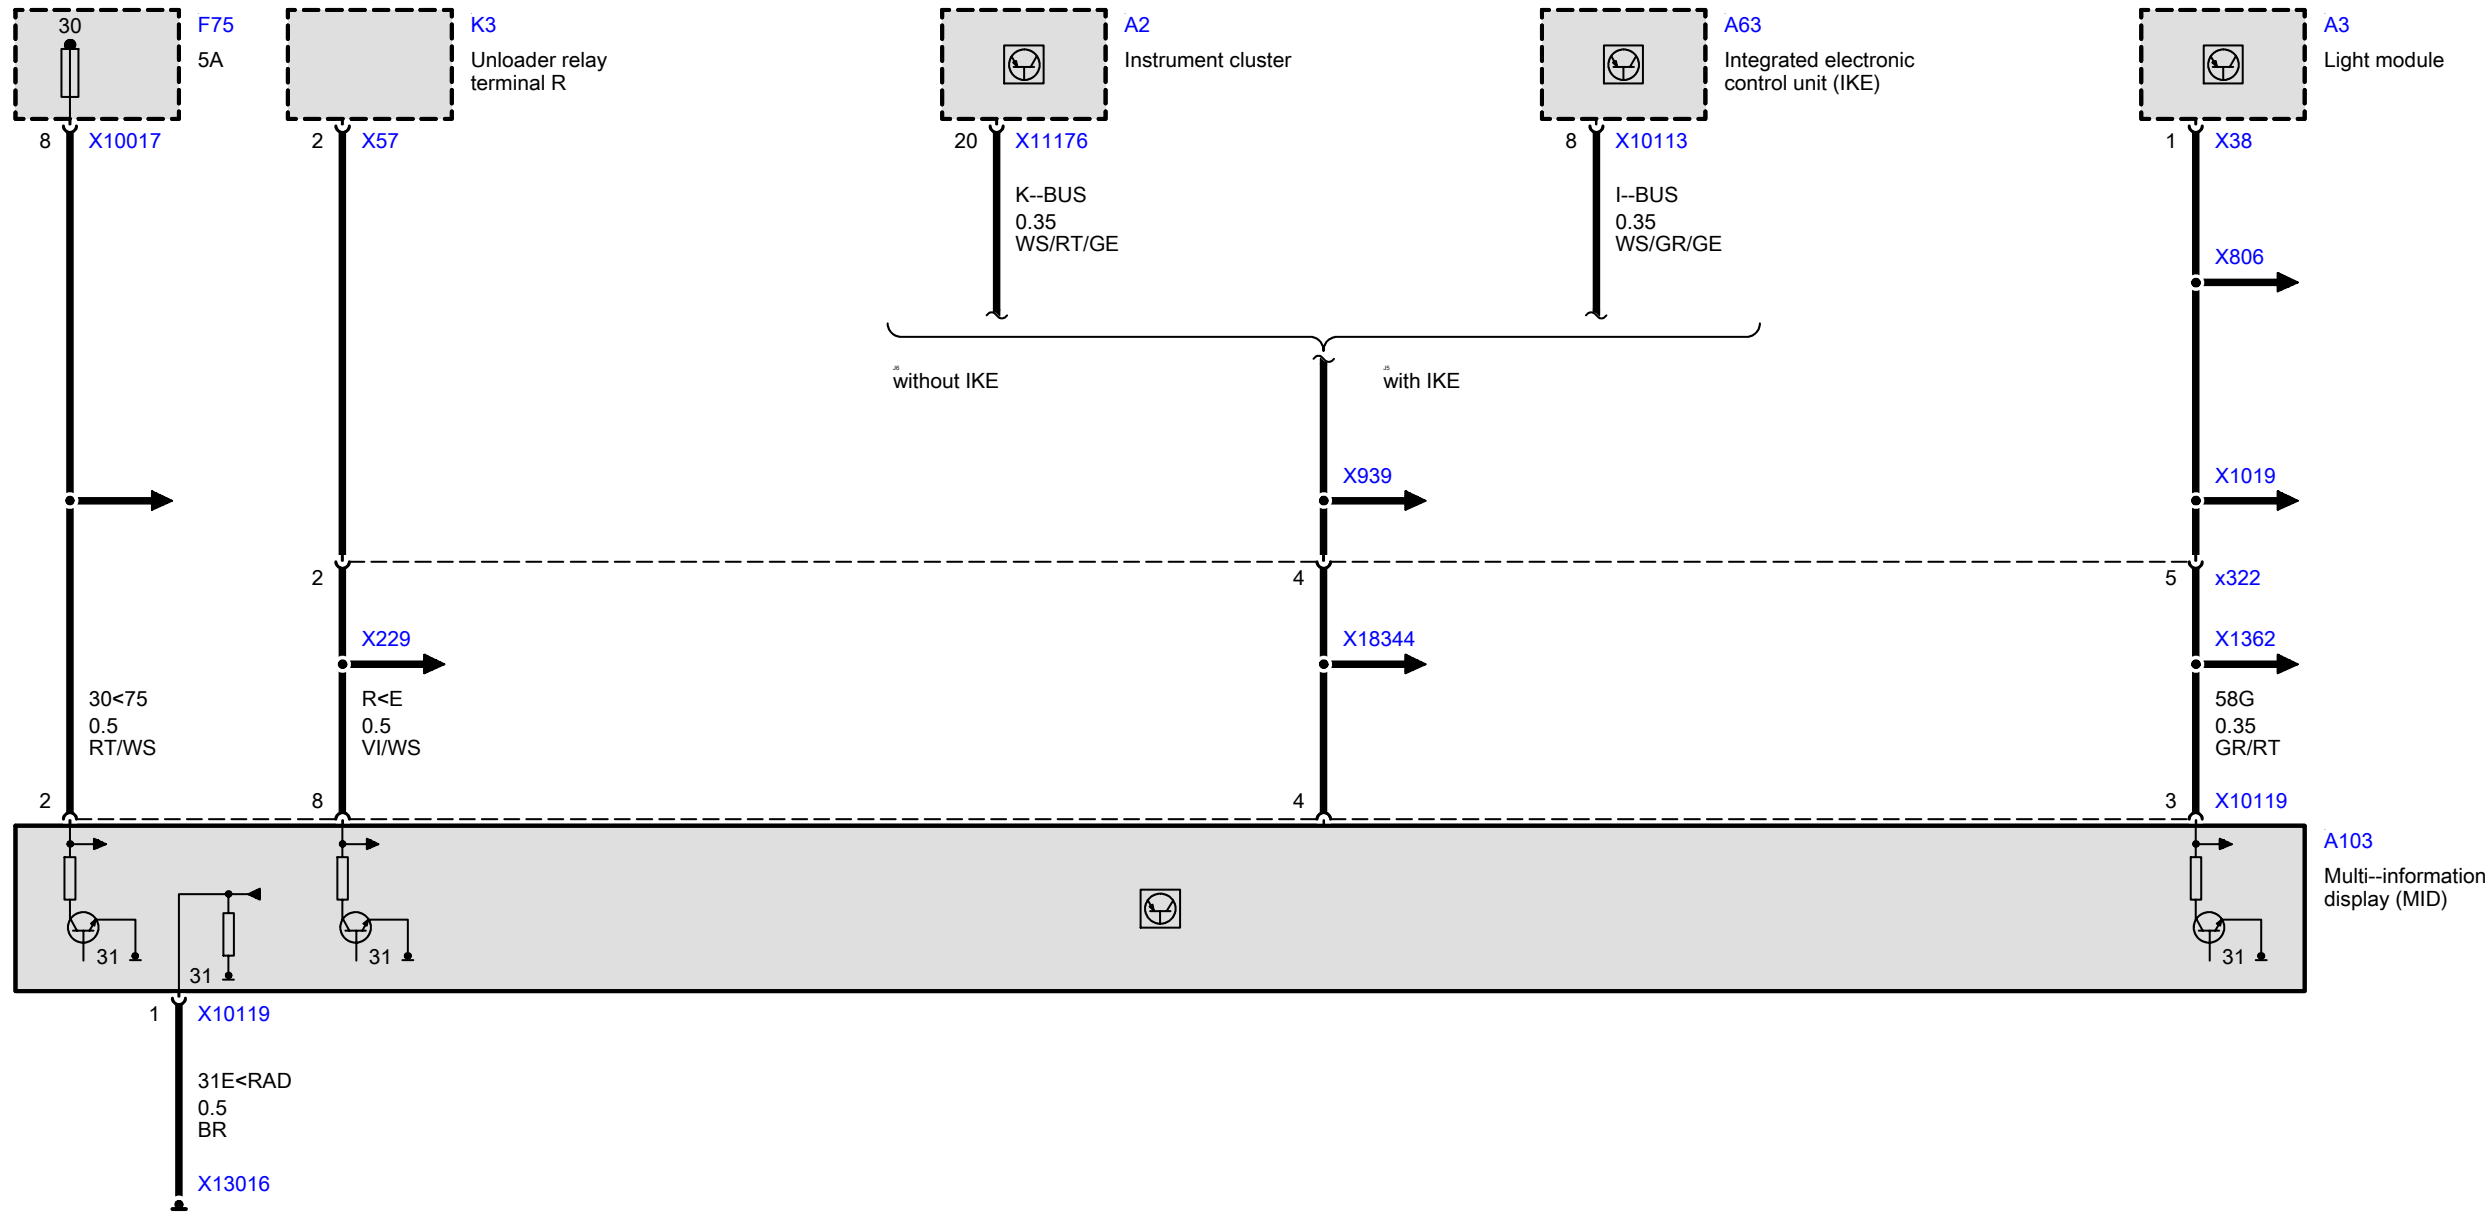 30
F75
5A
8
X10017
K3
Unloader relay
terminal R
2
X57
A2
Instrument cluster
20
X11176
K--BUS
0.35
WS/RT/GE
A63
Integrated electronic
control unit (IKE)
8
X10113
I--BUS
0.35
WS/GR/GE
A3
Light module
1
X38
X806
without IKE
with IKE
X939
X1019
2
4
5
x322
X229
X18344
X1362
30<75
0.5
RT/WS
R<E
0.5
VI/WS
58G
0.35
GR/RT
2
8
4
3
X10119
A103
Multi--information
display (MID)
31
31
31
31
1
X10119
31E<RAD
0.5
BR
X13016